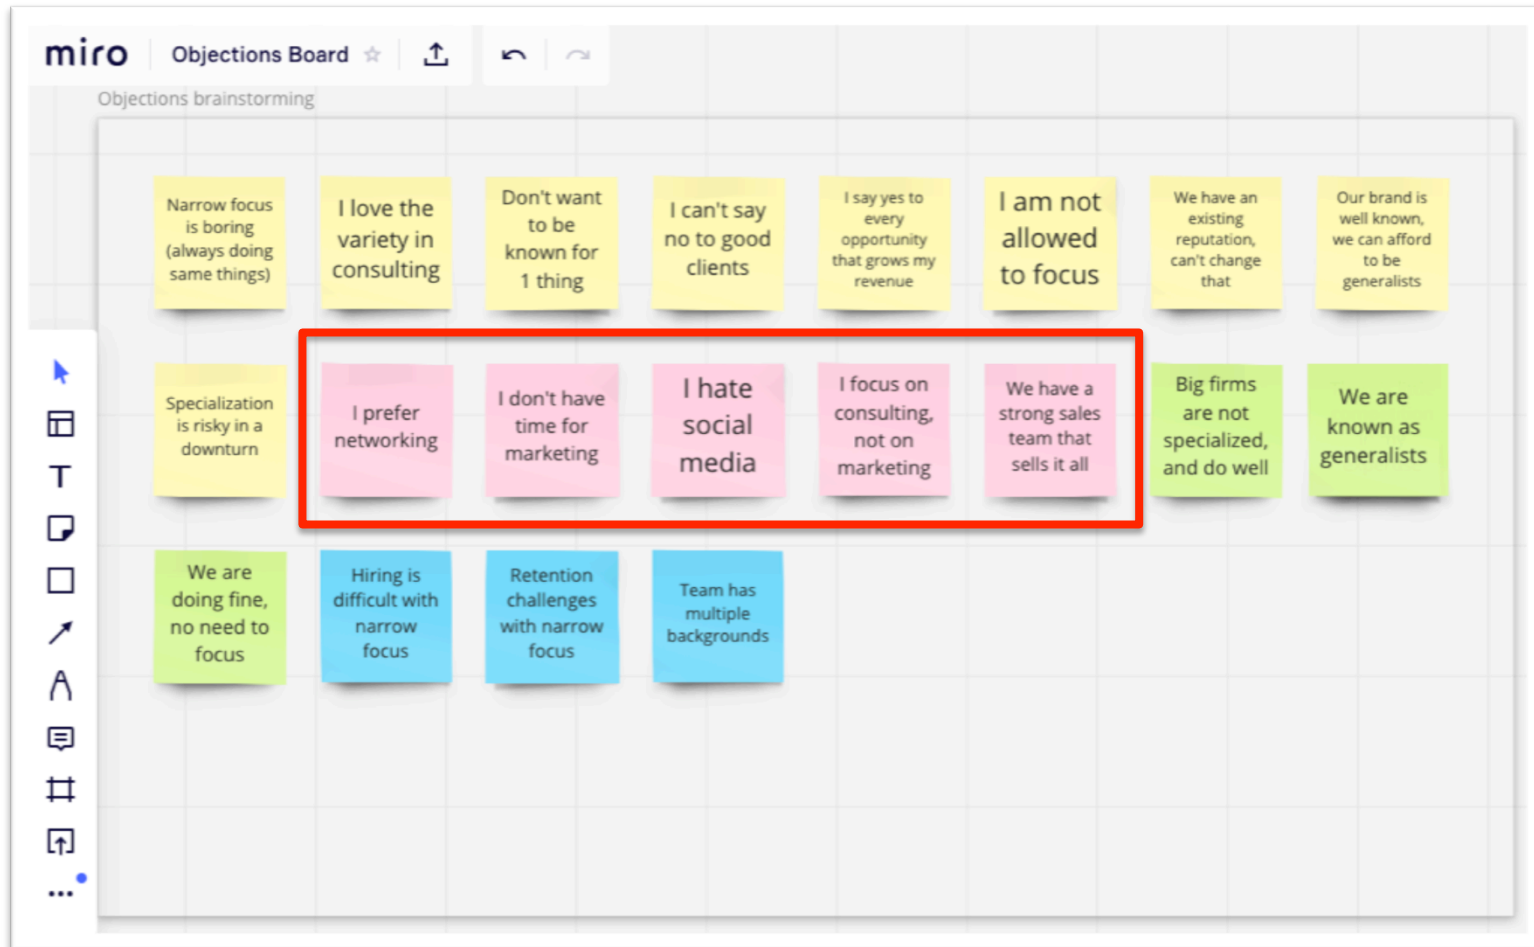 miro
Objections Board
Objections brainstorming
Narrow focus
is boring
(always doing
same things)
I love the
variety in
consulting
Don't want
to be
known for
1 thing
I can't say
no to good
clients
I say yes to
every
opportunity
that grows my
revenue
I am not
allowed
to focus
We have an
existing
reputation,
can't change
that
Our brand is
well known,
we can afford
to be
generalists
Specialization
is risky in a
downturn
I prefer
networking
I don't have
time for
marketing
I hate
social
media
I focus on
consulting,
not on
marketing
We have a
strong sales
team that
sells it all
Big firms
are not
specialized,
and do well
We are
known as
generalists
We are
doing fine,
no need to
focus
Hiring is
difficult with
narrow
focus
Retention
challenges
with narrow
focus
Team has
multiple
backgrounds